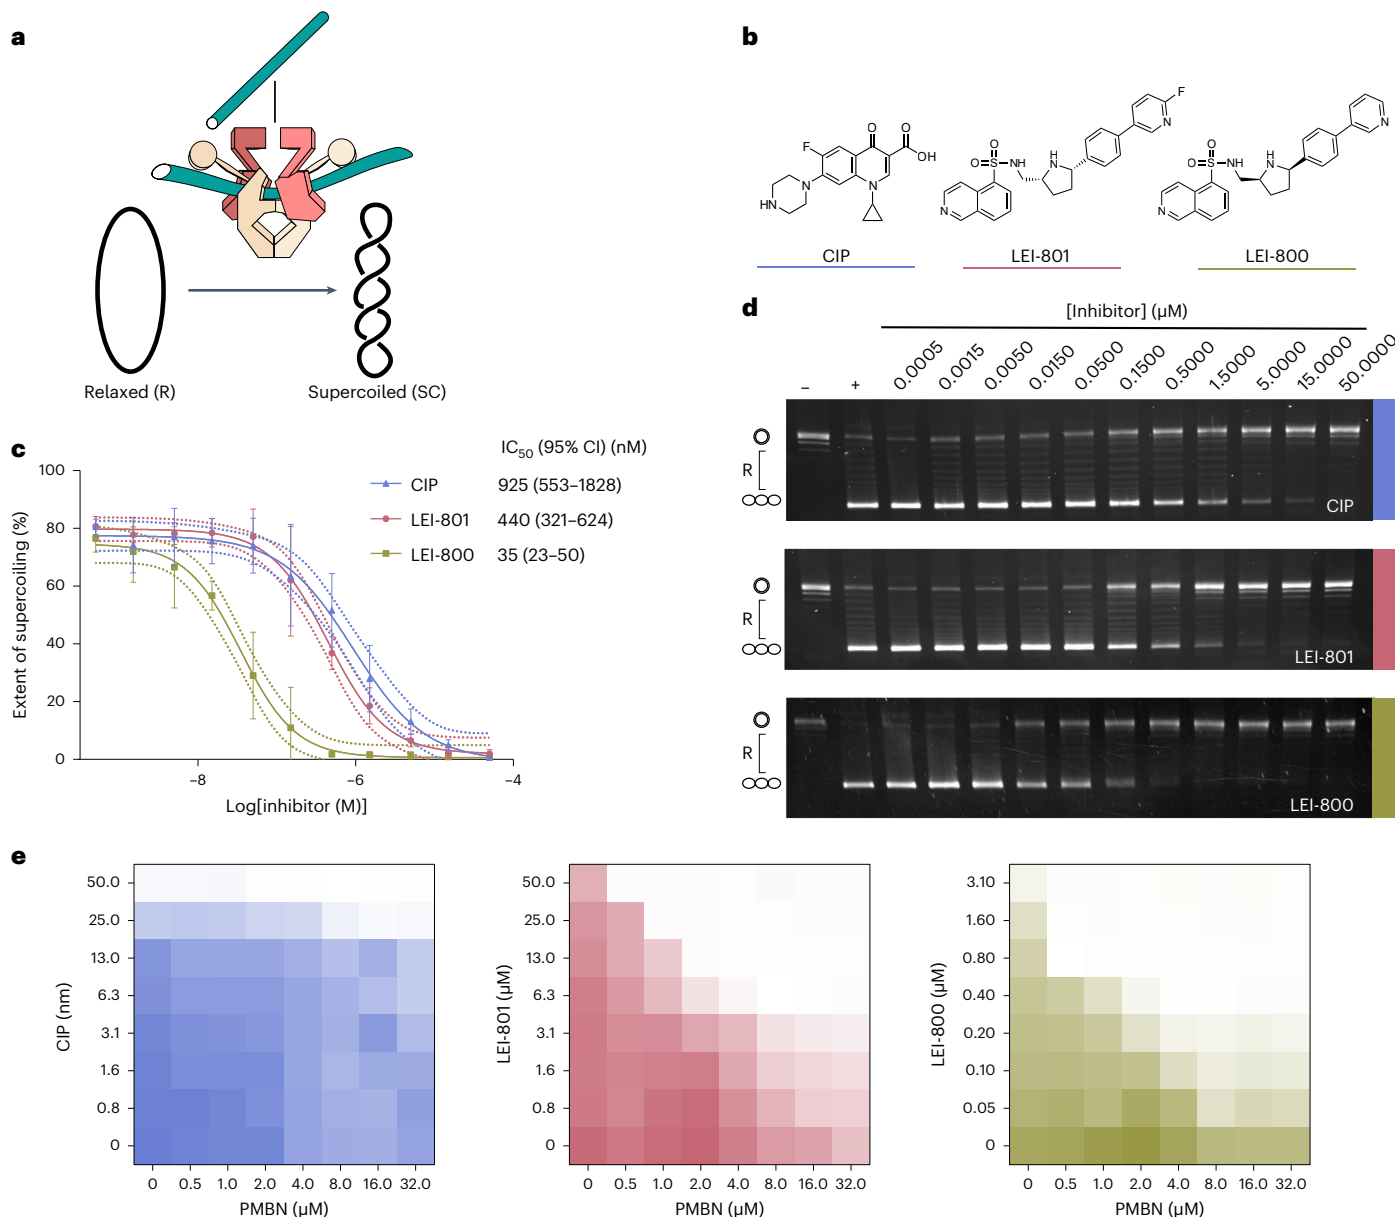 a
Relaxed (R)
Supercoiled (SC)
b
F
O
O
OH
N
N
HN
CIP
O
S
O
NH
H
N
N
F
N
LEI-801
O
S
O
NH
H
N
N
N
LEI-800
c
IC50 (95% CI) (nM)
CIP 925 (553–1828)
LEI-801 440 (321–624)
LEI-800 35 (23–50)
Extent of supercoiling (%)
100
80
60
40
20
0
–8 –6 –4
Log[inhibitor (M)]
d
[Inhibitor] (µM)
– + 0.0005 0.0015 0.0050 0.0150 0.0500 0.1500 0.5000 1.5000 5.0000 15.0000 50.0000
R
CIP
R
LEI-801
R
LEI-800
e
CIP (nm)
50.0
25.0
13.0
6.3
3.1
1.6
0.8
0
0 0.5 1.0 2.0 4.0 8.0 16.0 32.0
PMBN (µM)
LEI-801 (µM)
50.0
25.0
13.0
6.3
3.1
1.6
0.8
0
0 0.5 1.0 2.0 4.0 8.0 16.0 32.0
PMBN (µM)
LEI-800 (µM)
3.10
1.60
0.80
0.40
0.20
0.10
0.05
0
0 0.5 1.0 2.0 4.0 8.0 16.0 32.0
PMBN (µM)